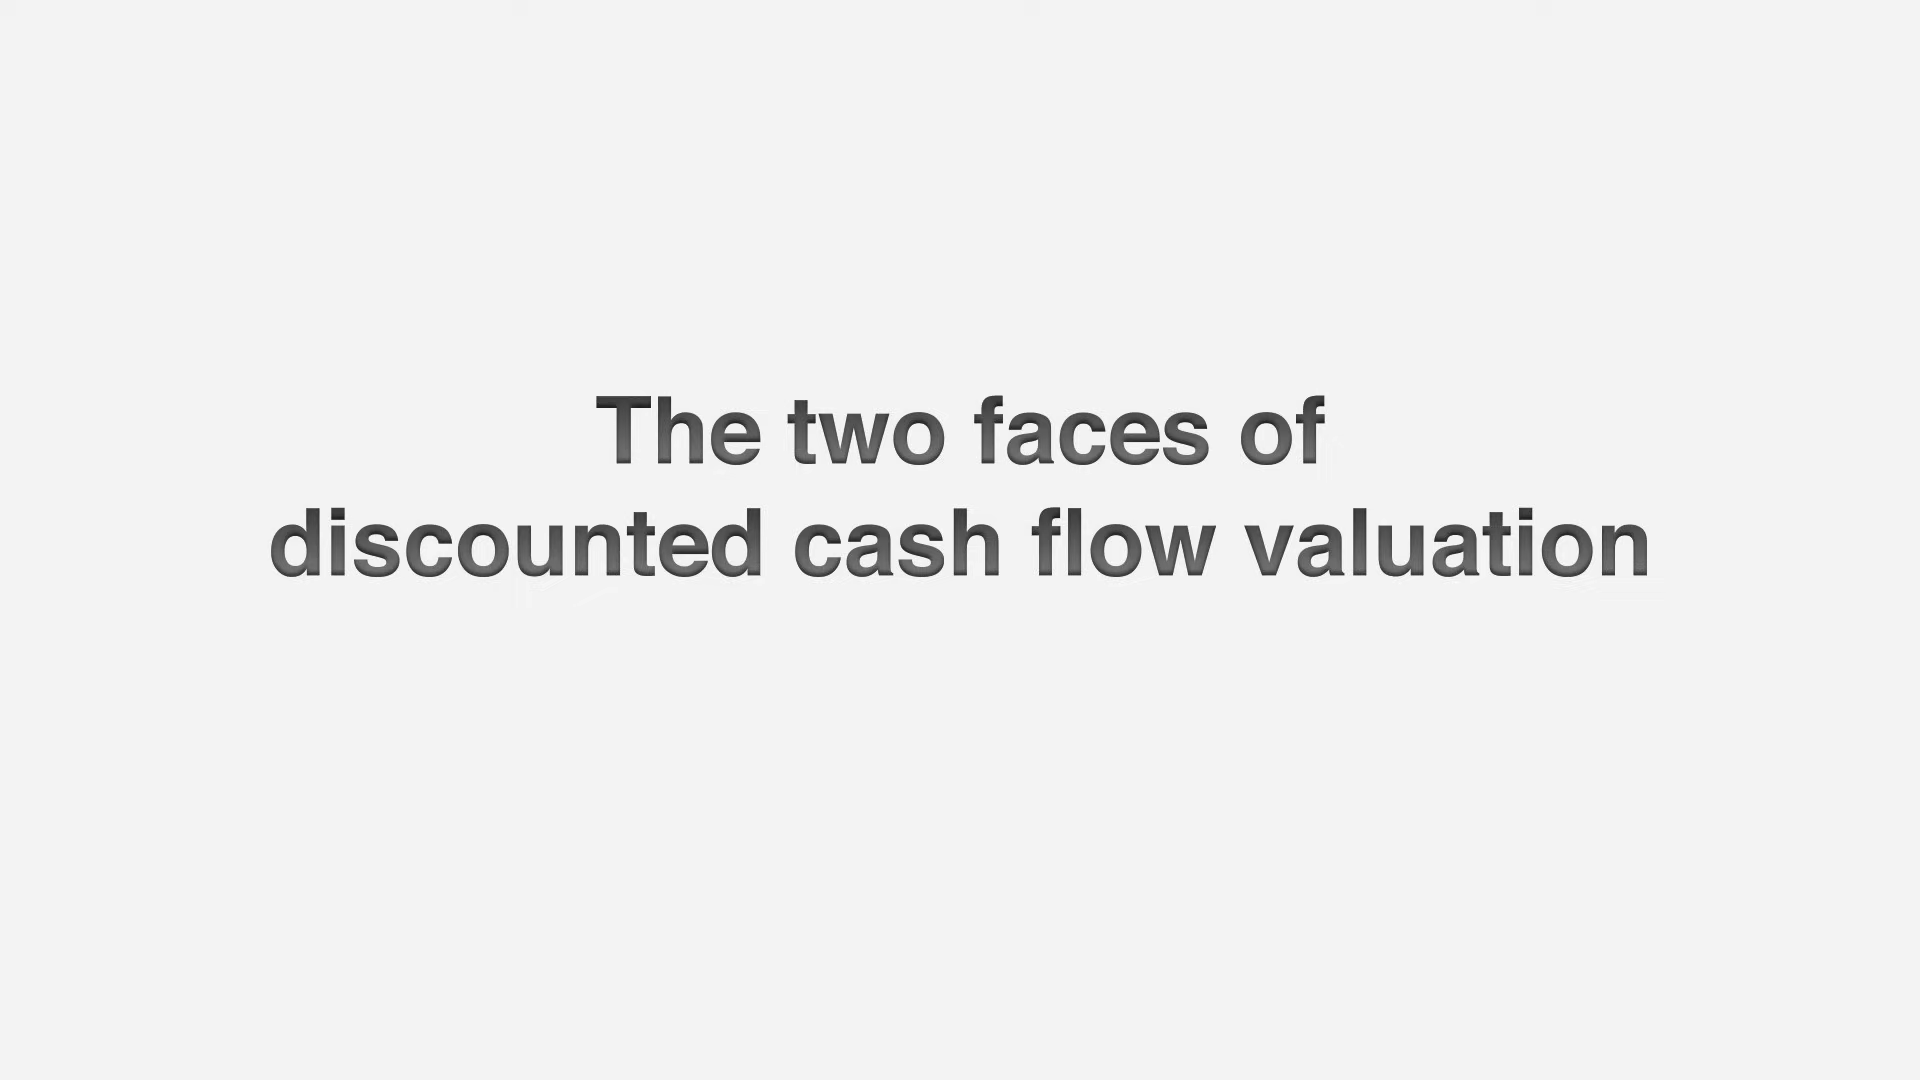 The two faces of
discounted cash flow valuation